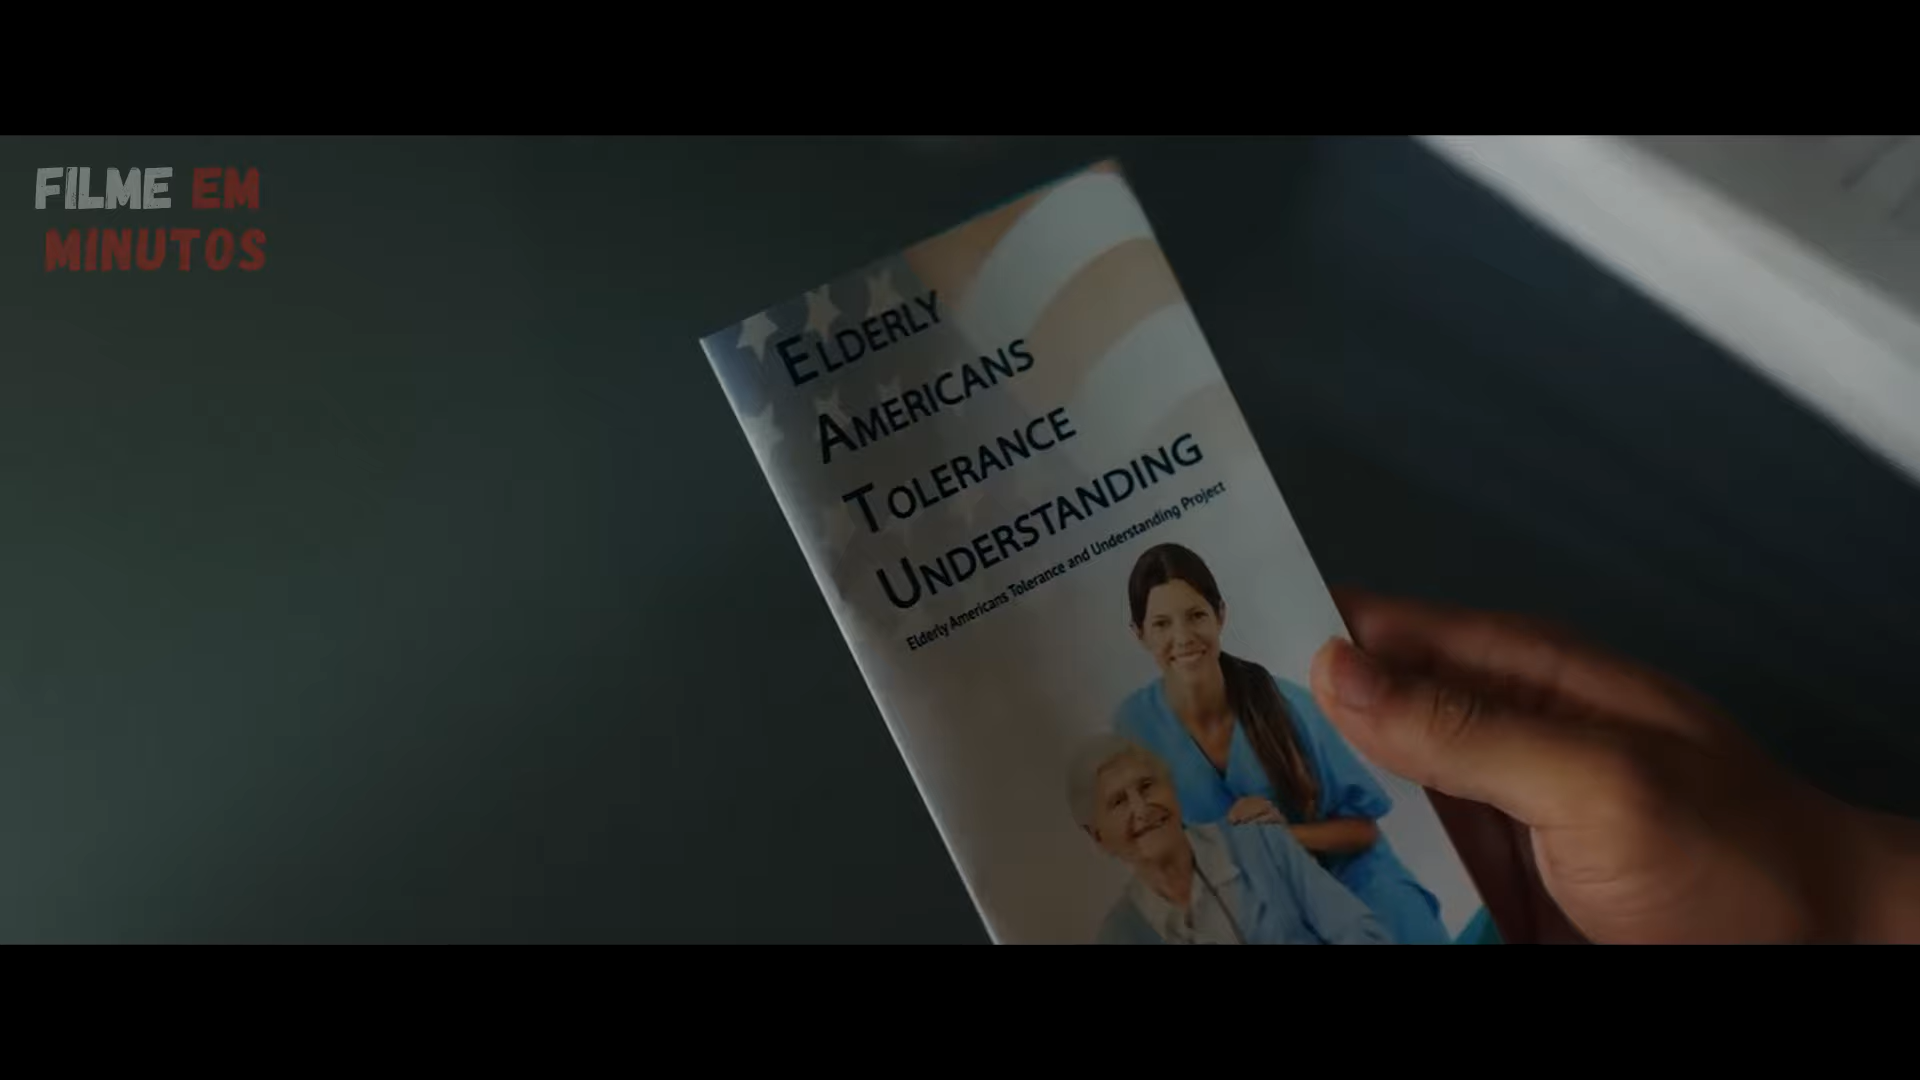 FILME EM
MINUTOS
ELDERLY
AMERICANS
TOLERANCE
UNDERSTANDING
Elderly Americans Tolerance and Understanding Project